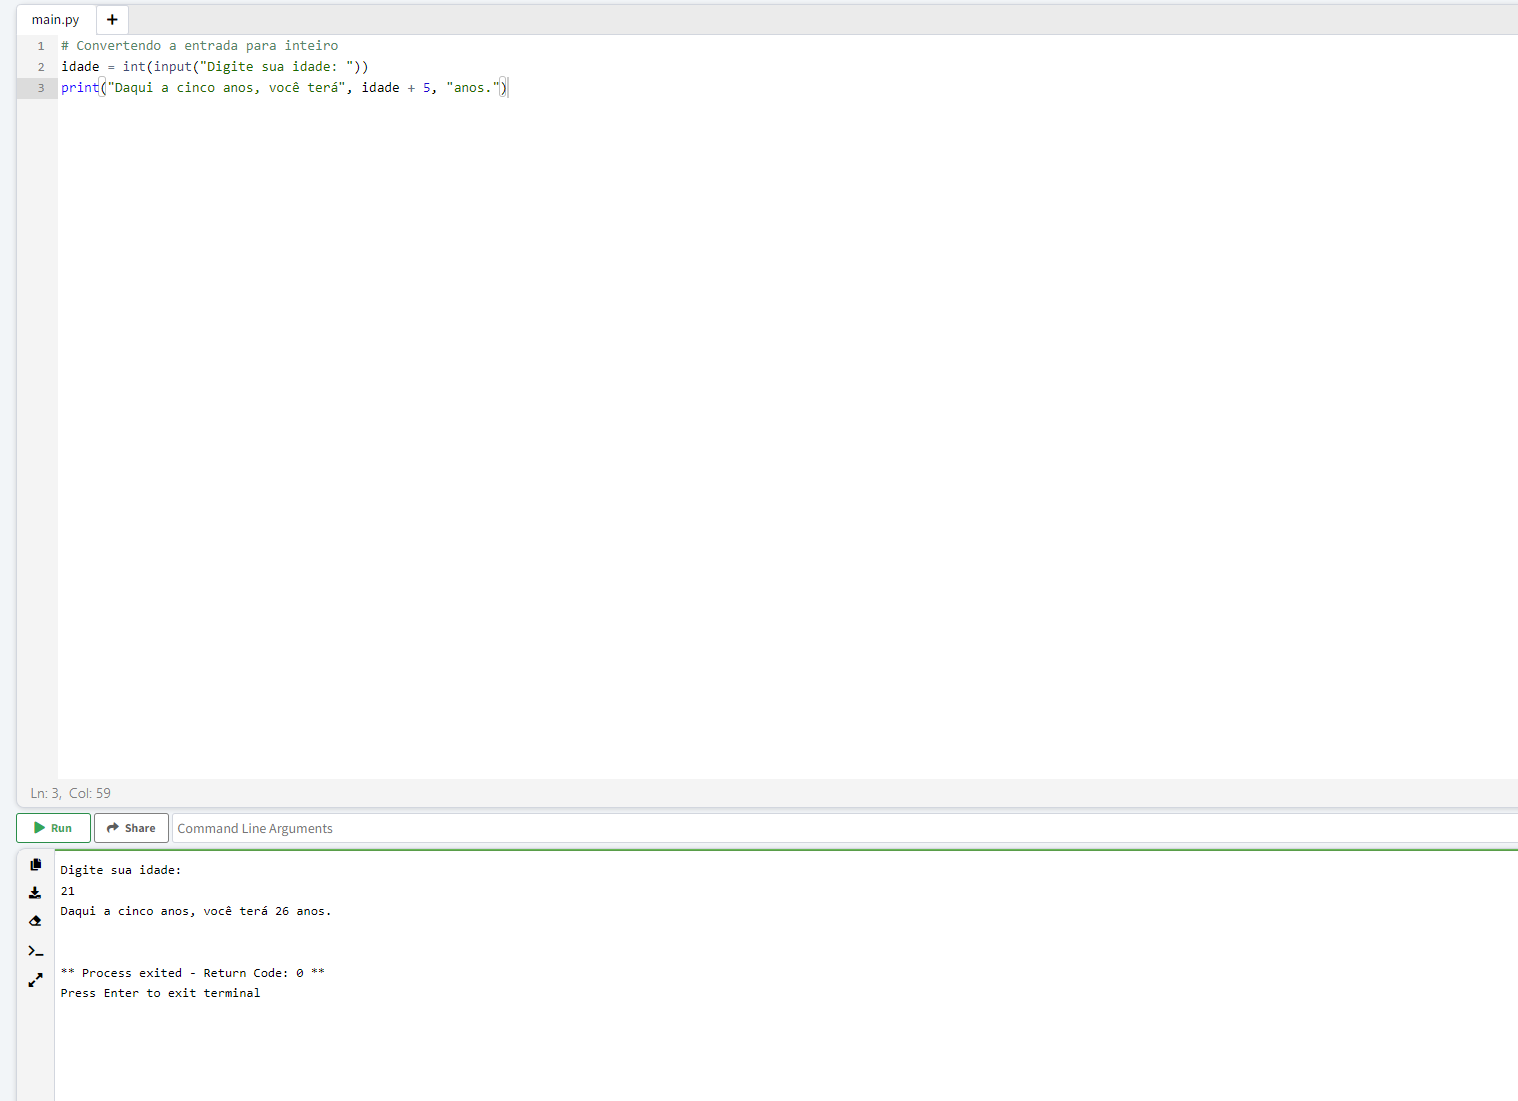 main.py +
1 # Convertendo a entrada para inteiro
2 idade = int(input("Digite sua idade: "))
3 print("Daqui a cinco anos, você terá", idade + 5, "anos.")
Ln: 3, Col: 59
Run Share Command Line Arguments
Digite sua idade:
21
Daqui a cinco anos, você terá 26 anos.
** Process exited - Return Code: 0 **
Press Enter to exit terminal